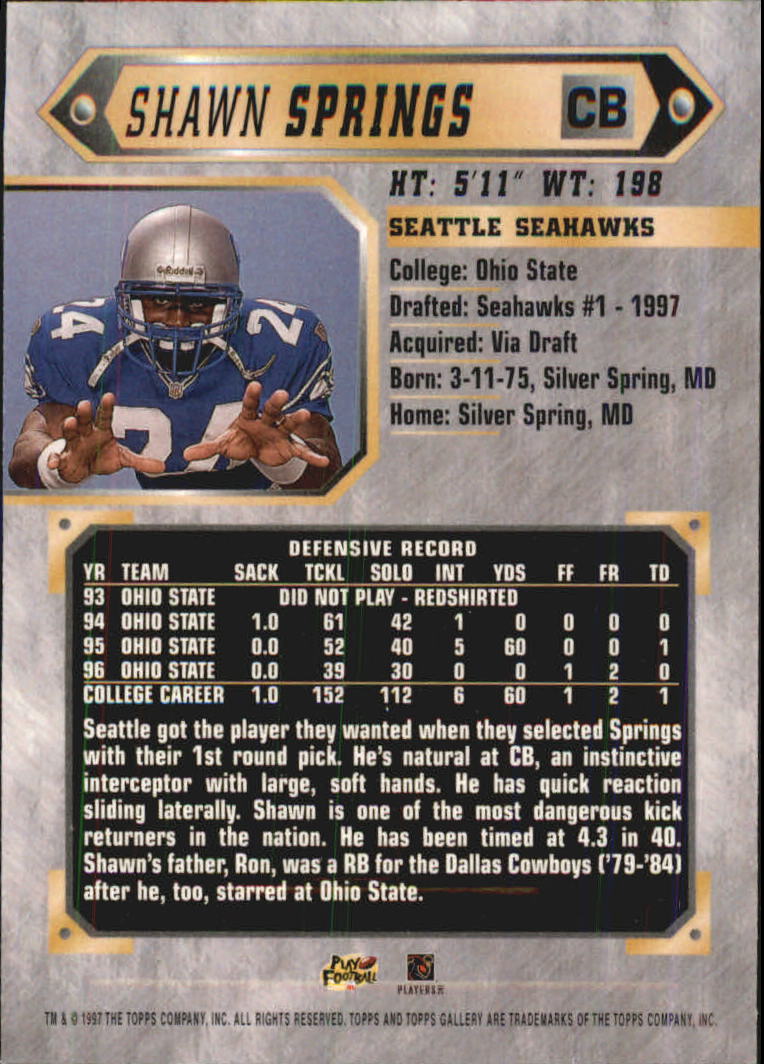 SHAWN SPRINGS CB
HT: 5'11" WT: 198
SEATTLE SEAHAWKS
College: Ohio State
Drafted: Seahawks #1 - 1997
Acquired: Via Draft
Born: 3-11-75, Silver Spring, MD
Home: Silver Spring, MD
Riddell
24
24
24
DEFENSIVE RECORD
YR TEAM SACK TCKL SOLO INT YDS FF FR TD
93 OHIO STATE DID NOT PLAY - REDSHIRTED
94 OHIO STATE 1.0 61 42 1 0 0 0 0
95 OHIO STATE 0.0 52 40 5 60 0 0 1
96 OHIO STATE 0.0 39 30 0 0 1 2 0
COLLEGE CAREER 1.0 152 112 6 60 1 2 1
Seattle got the player they wanted when they selected Springs
with their 1st round pick. He's natural at CB, an instinctive
interceptor with large, soft hands. He has quick reaction
sliding laterally. Shawn is one of the most dangerous kick
returners in the nation. He has been timed at 4.3 in 40.
Shawn's father, Ron, was a RB for the Dallas Cowboys ('79-'84)
after he, too, starred at Ohio State.
PLAY
FOOTBALL
PLAYERS
TM & © 1997 THE TOPPS COMPANY, INC. ALL RIGHTS RESERVED. TOPPS AND TOPPS GALLERY ARE TRADEMARKS OF THE TOPPS COMPANY, INC.